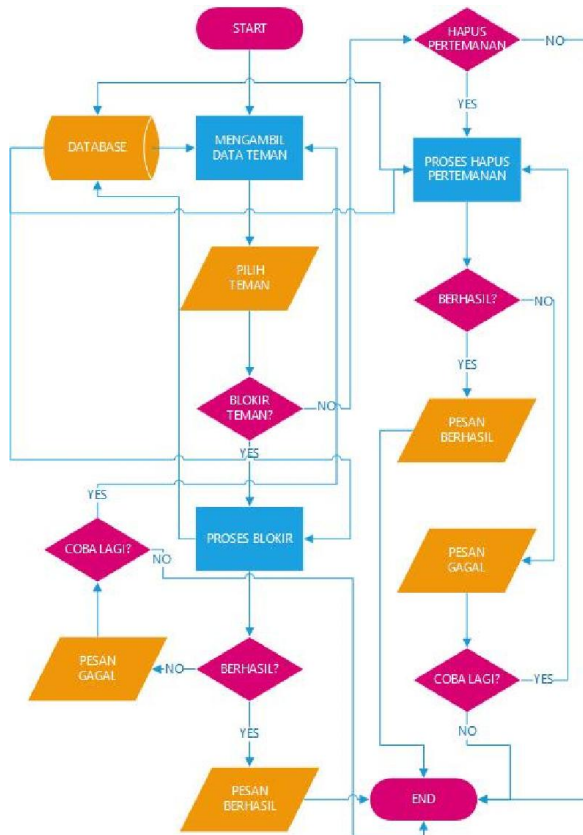 START
HAPUS
PERTEMANAN
NO
YES
DATABASE
MENGAMBIL
DATA TEMAN
PROSES HAPUS
PERTEMANAN
PILIH
TEMAN
BERHASIL?
NO
YES
BLOKIR
TEMAN?
NO
YES
PESAN
BERHASIL
YES
PROSES BLOKIR
COBA LAGI?
NO
PESAN
GAGAL
PESAN
GAGAL
NO
BERHASIL?
COBA LAGI?
YES
YES
NO
PESAN
BERHASIL
END